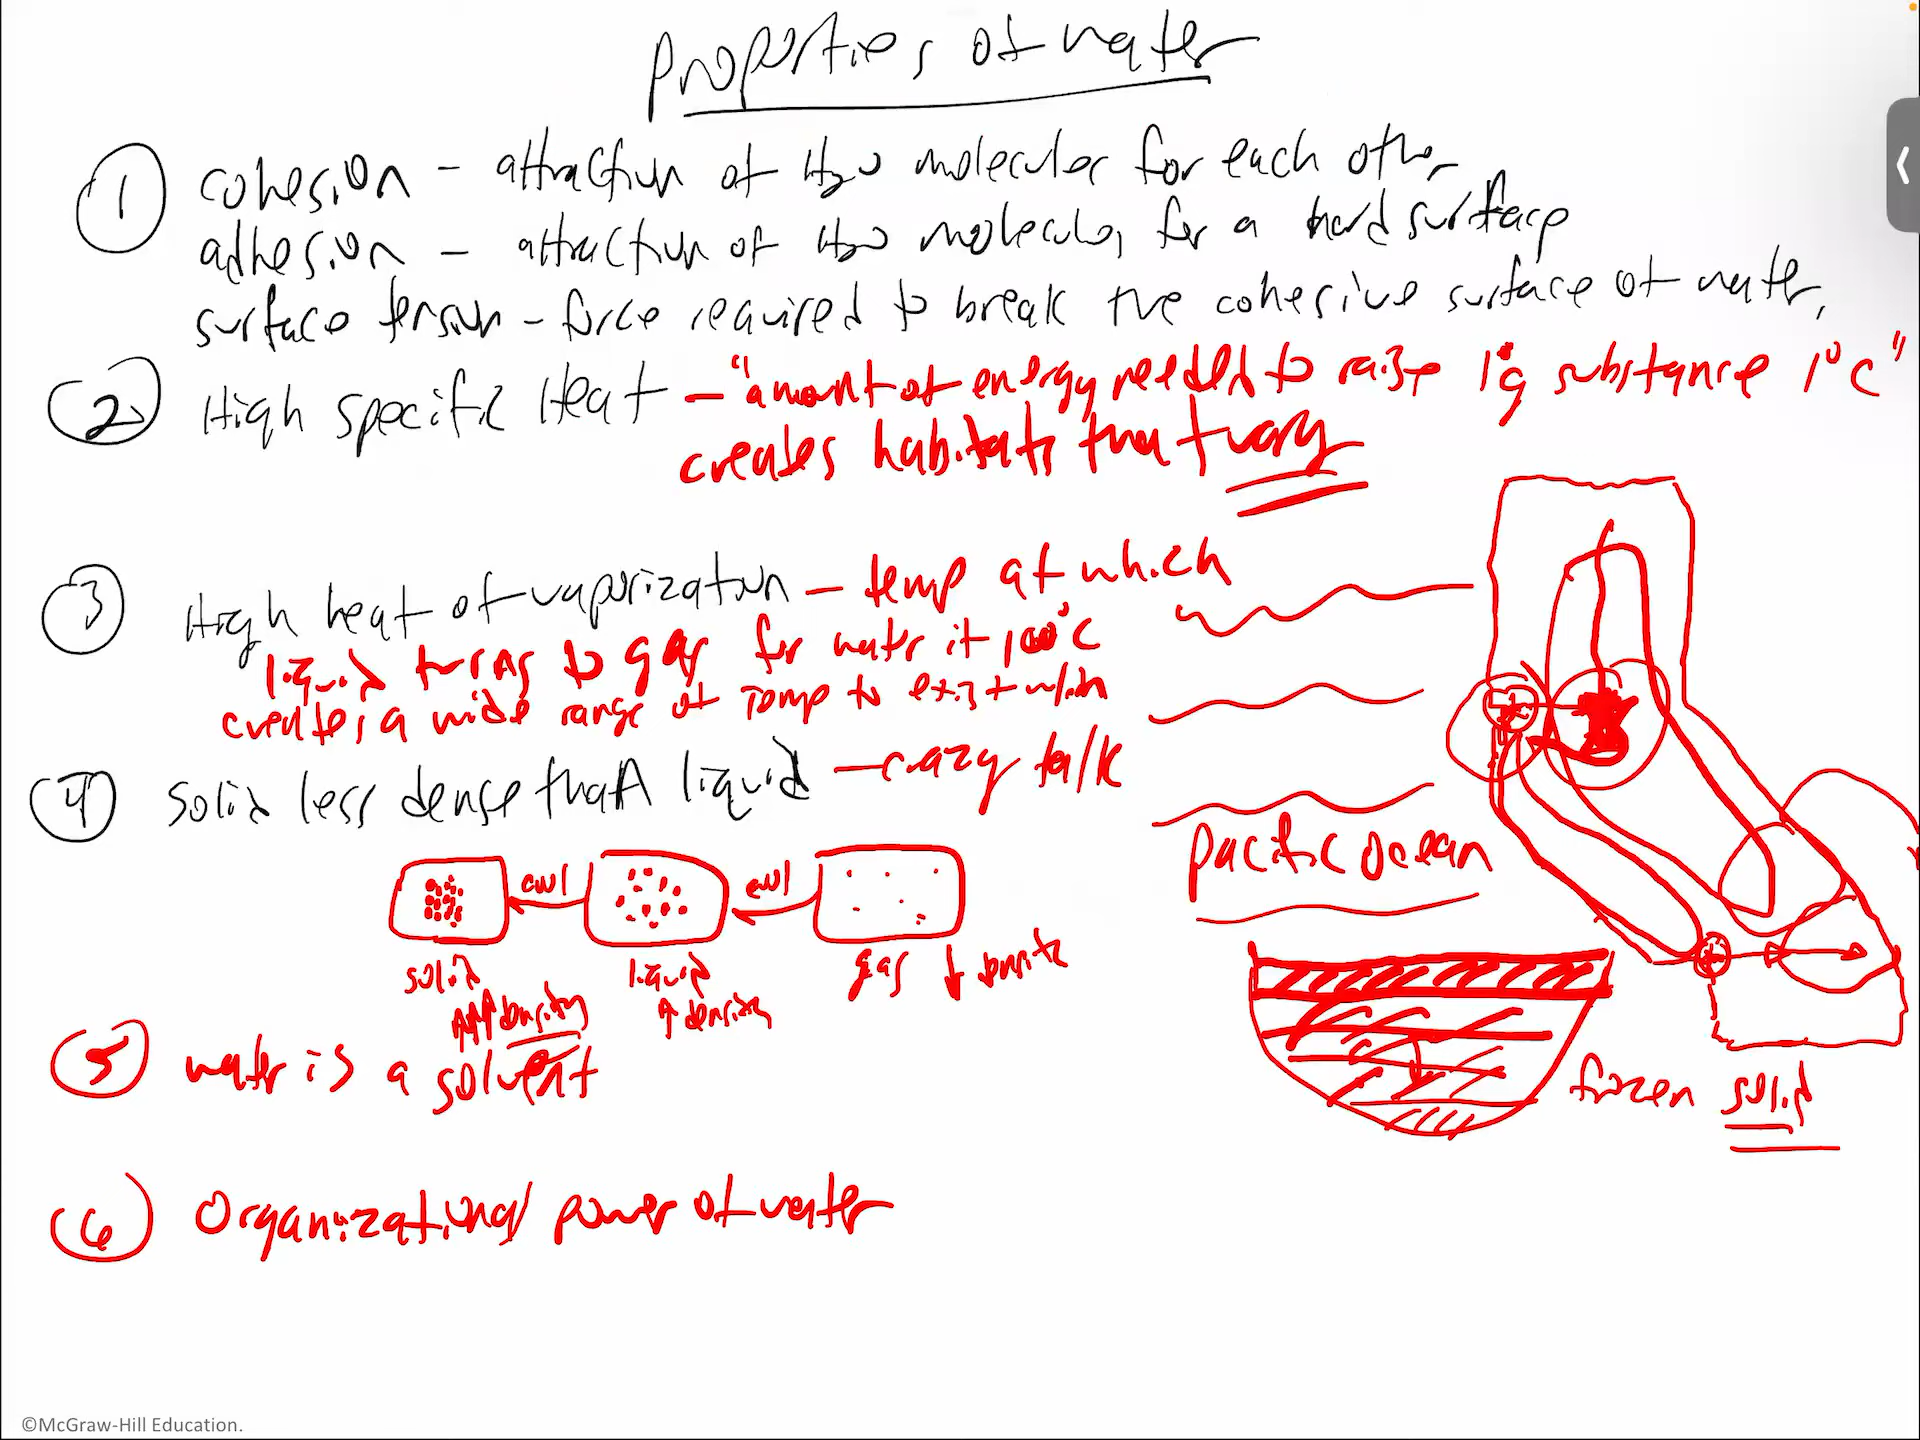 Properties of water
1 cohesion - attraction of H2O molecules for each other
adhesion - attraction of H2O molecules for a hard surface
surface tension - force required to break the cohesive surface of water.
2 High specific Heat - "amount of energy needed to raise 1g substance 1°C"
creates habitats that vary
3 High heat of vaporization - temp at which
liquid turns to gas for water it 100°C
creates a wide range of temp to exist w/in
4 Solid less dense than liquid - crazy talk
Pacific Ocean
cool cool
solid liquid gas ↓ density
↑↑↑ density ↑ density
5 water is a solvent
frozen solid
6 Organizational power of water
©McGraw-Hill Education.